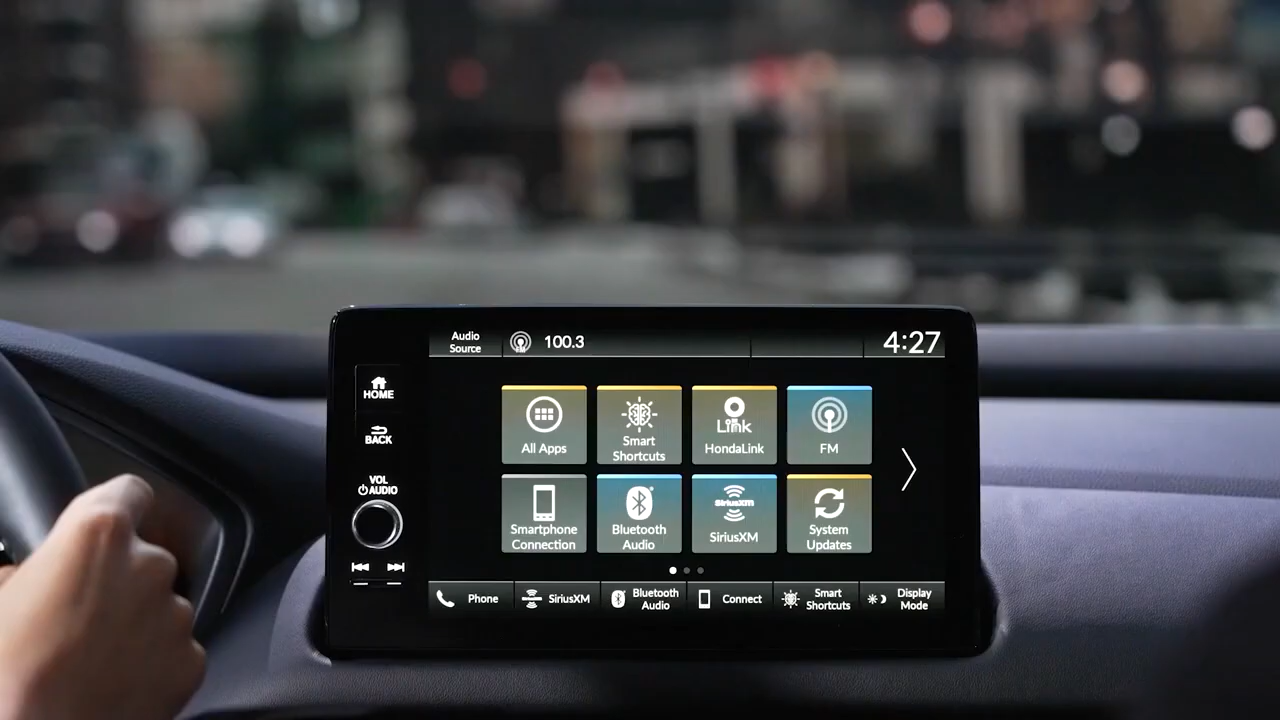 Audio
Source
100.3
4:27
HOME
BACK
VOL
AUDIO
All Apps
Smart
Shortcuts
Link
HondaLink
FM
Smartphone
Connection
Bluetooth
Audio
SiriusXM
SiriusXM
System
Updates
Phone
SiriusXM
Bluetooth
Audio
Connect
Smart
Shortcuts
Display
Mode